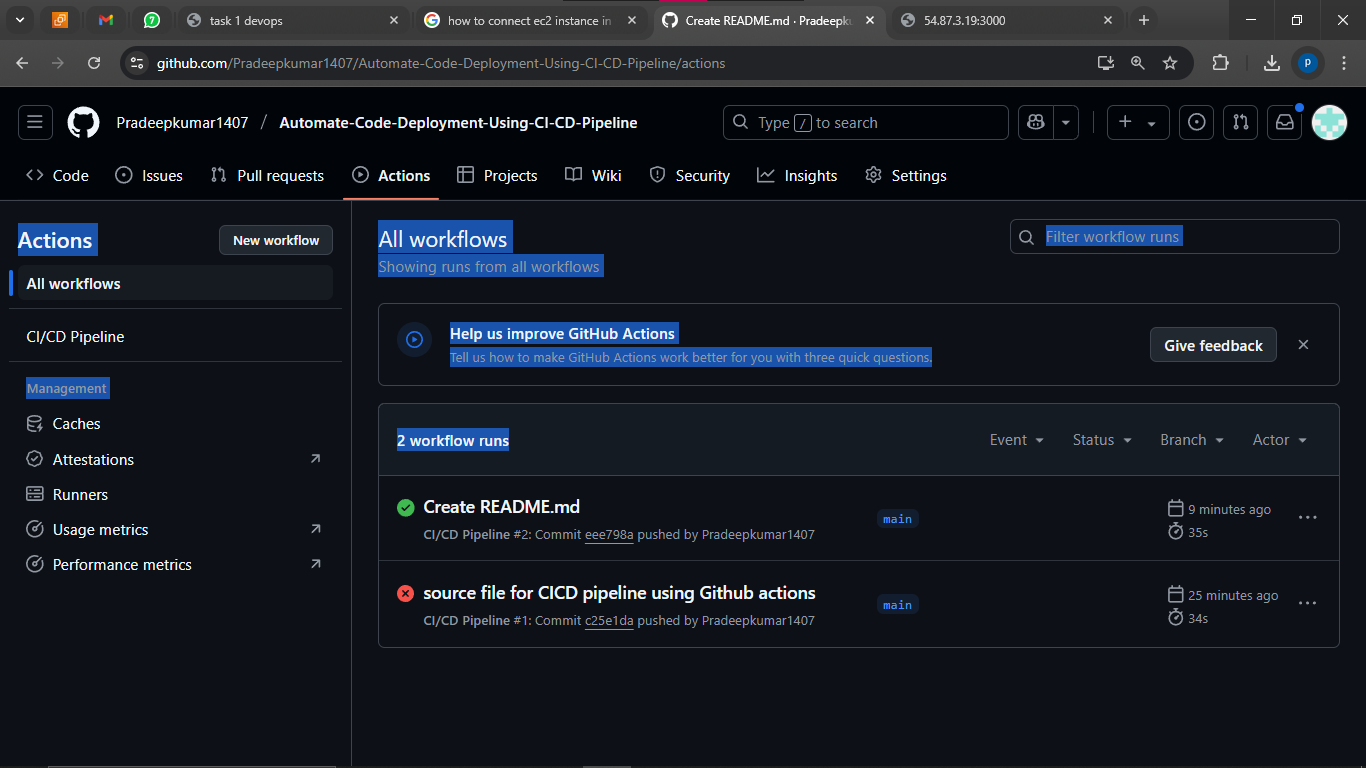 7
task 1 devops
how to connect ec2 instance in
Create README.md · Pradeepku
54.87.3.19:3000
github.com/Pradeepkumar1407/Automate-Code-Deployment-Using-CI-CD-Pipeline/actions
p
Pradeepkumar1407 / Automate-Code-Deployment-Using-CI-CD-Pipeline
Type / to search
Code
Issues
Pull requests
Actions
Projects
Wiki
Security
Insights
Settings
Actions
New workflow
All workflows
CI/CD Pipeline
Management
Caches
Attestations
Runners
Usage metrics
Performance metrics
All workflows
Showing runs from all workflows
Filter workflow runs
Help us improve GitHub Actions
Tell us how to make GitHub Actions work better for you with three quick questions.
Give feedback
2 workflow runs
Event
Status
Branch
Actor
Create README.md
CI/CD Pipeline #2: Commit eee798a pushed by Pradeepkumar1407
main
9 minutes ago
35s
source file for CICD pipeline using Github actions
CI/CD Pipeline #1: Commit c25e1da pushed by Pradeepkumar1407
main
25 minutes ago
34s